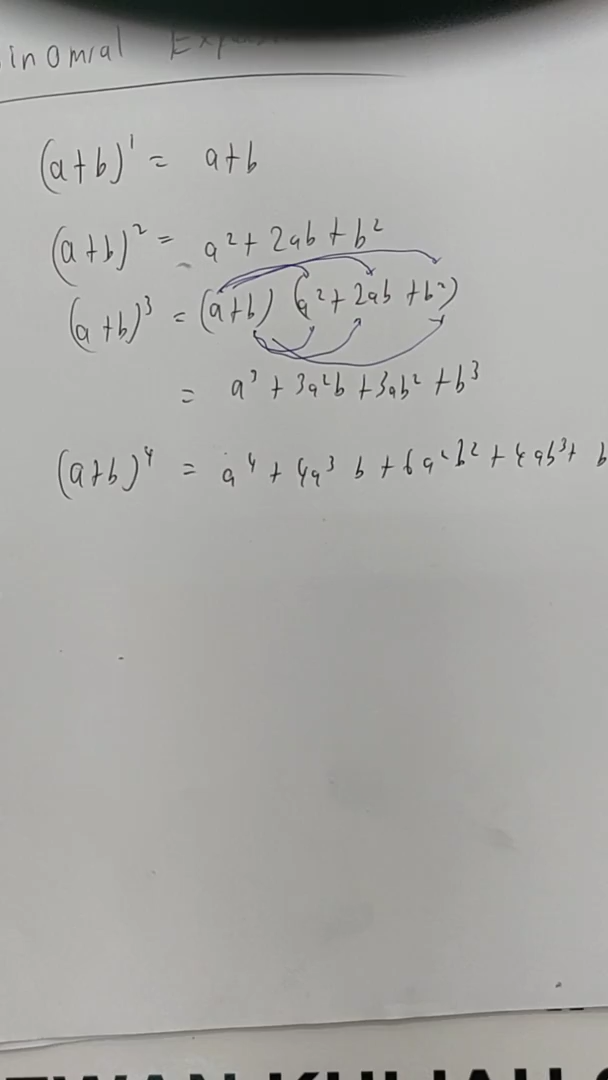 inomial
(a+b)¹ = a+b
(a+b)² = a²+2ab+b²
(a+b)³ = (a+b) (a²+2ab+b²)
= a³+3a²b+3ab²+b³
(a+b)⁴ = a⁴+4a³b+6a²b²+4ab³+ b